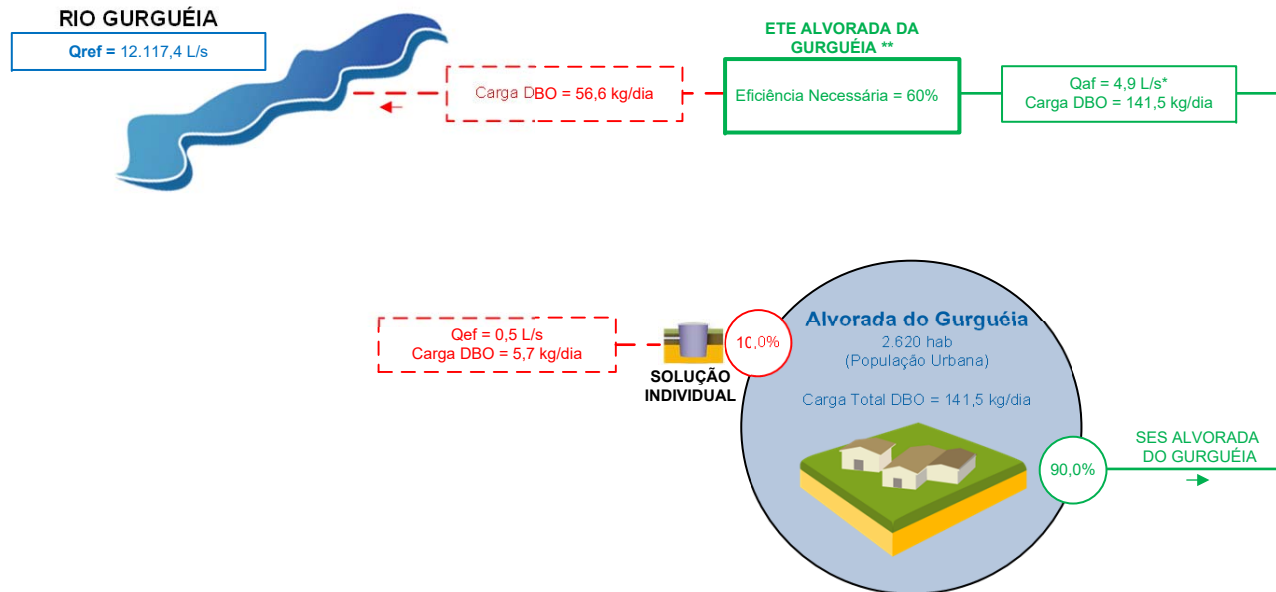 RIO GURGUÉIA
Qref = 12.117,4 L/s
Carga DBO = 56,6 kg/dia
ETE ALVORADA DA
GURGUÉIA **
Eficiência Necessária = 60%
Qaf = 4,9 L/s*
Carga DBO = 141,5 kg/dia
Qef = 0,5 L/s
Carga DBO = 5,7 kg/dia
SOLUÇÃO
INDIVIDUAL
10,0%
Alvorada do Gurguéia
2.620 hab
(População Urbana)
Carga Total DBO = 141,5 kg/dia
90,0%
SES ALVORADA
DO GURGUÉIA